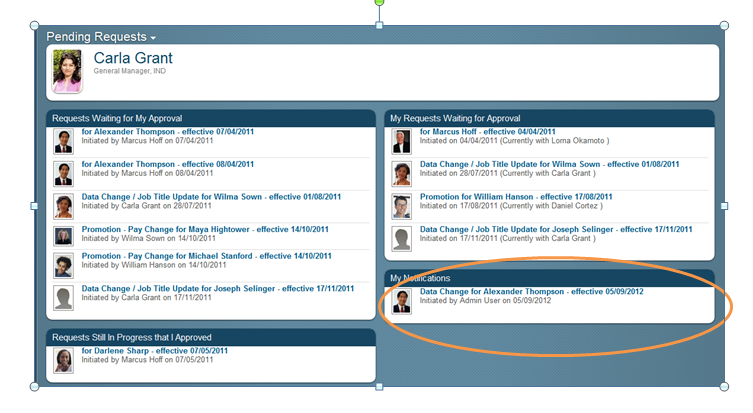 Pending Requests
Carla Grant
General Manager, IND
Requests Waiting for My Approval
for Alexander Thompson - effective 07/04/2011
Initiated by Marcus Hoff on 07/04/2011
for Alexander Thompson - effective 08/04/2011
Initiated by Marcus Hoff on 08/04/2011
Data Change / Job Title Update for Wilma Sown - effective 01/08/2011
Initiated by Carla Grant on 28/07/2011
Promotion - Pay Change for Maya Hightower - effective 14/10/2011
Initiated by Wilma Sown on 14/10/2011
Promotion - Pay Change for Michael Stanford - effective 14/10/2011
Initiated by William Hanson on 14/10/2011
Data Change / Job Title Update for Joseph Selinger - effective 17/11/2011
Initiated by Carla Grant on 17/11/2011
Requests Still In Progress that I Approved
for Darlene Sharp - effective 07/05/2011
Initiated by Marcus Hoff on 07/05/2011
My Requests Waiting for Approval
for Marcus Hoff - effective 04/04/2011
Initiated on 04/04/2011 (Currently with Lorna Okamoto )
Data Change / Job Title Update for Wilma Sown - effective 01/08/2011
Initiated on 28/07/2011 (Currently with Carla Grant )
Promotion for William Hanson - effective 17/08/2011
Initiated on 17/08/2011 (Currently with Daniel Cortez )
Data Change / Job Title Update for Joseph Selinger - effective 17/11/2011
Initiated on 17/11/2011 (Currently with Carla Grant )
My Notifications
Data Change for Alexander Thompson - effective 05/09/2012
Initiated by Admin User on 05/09/2012